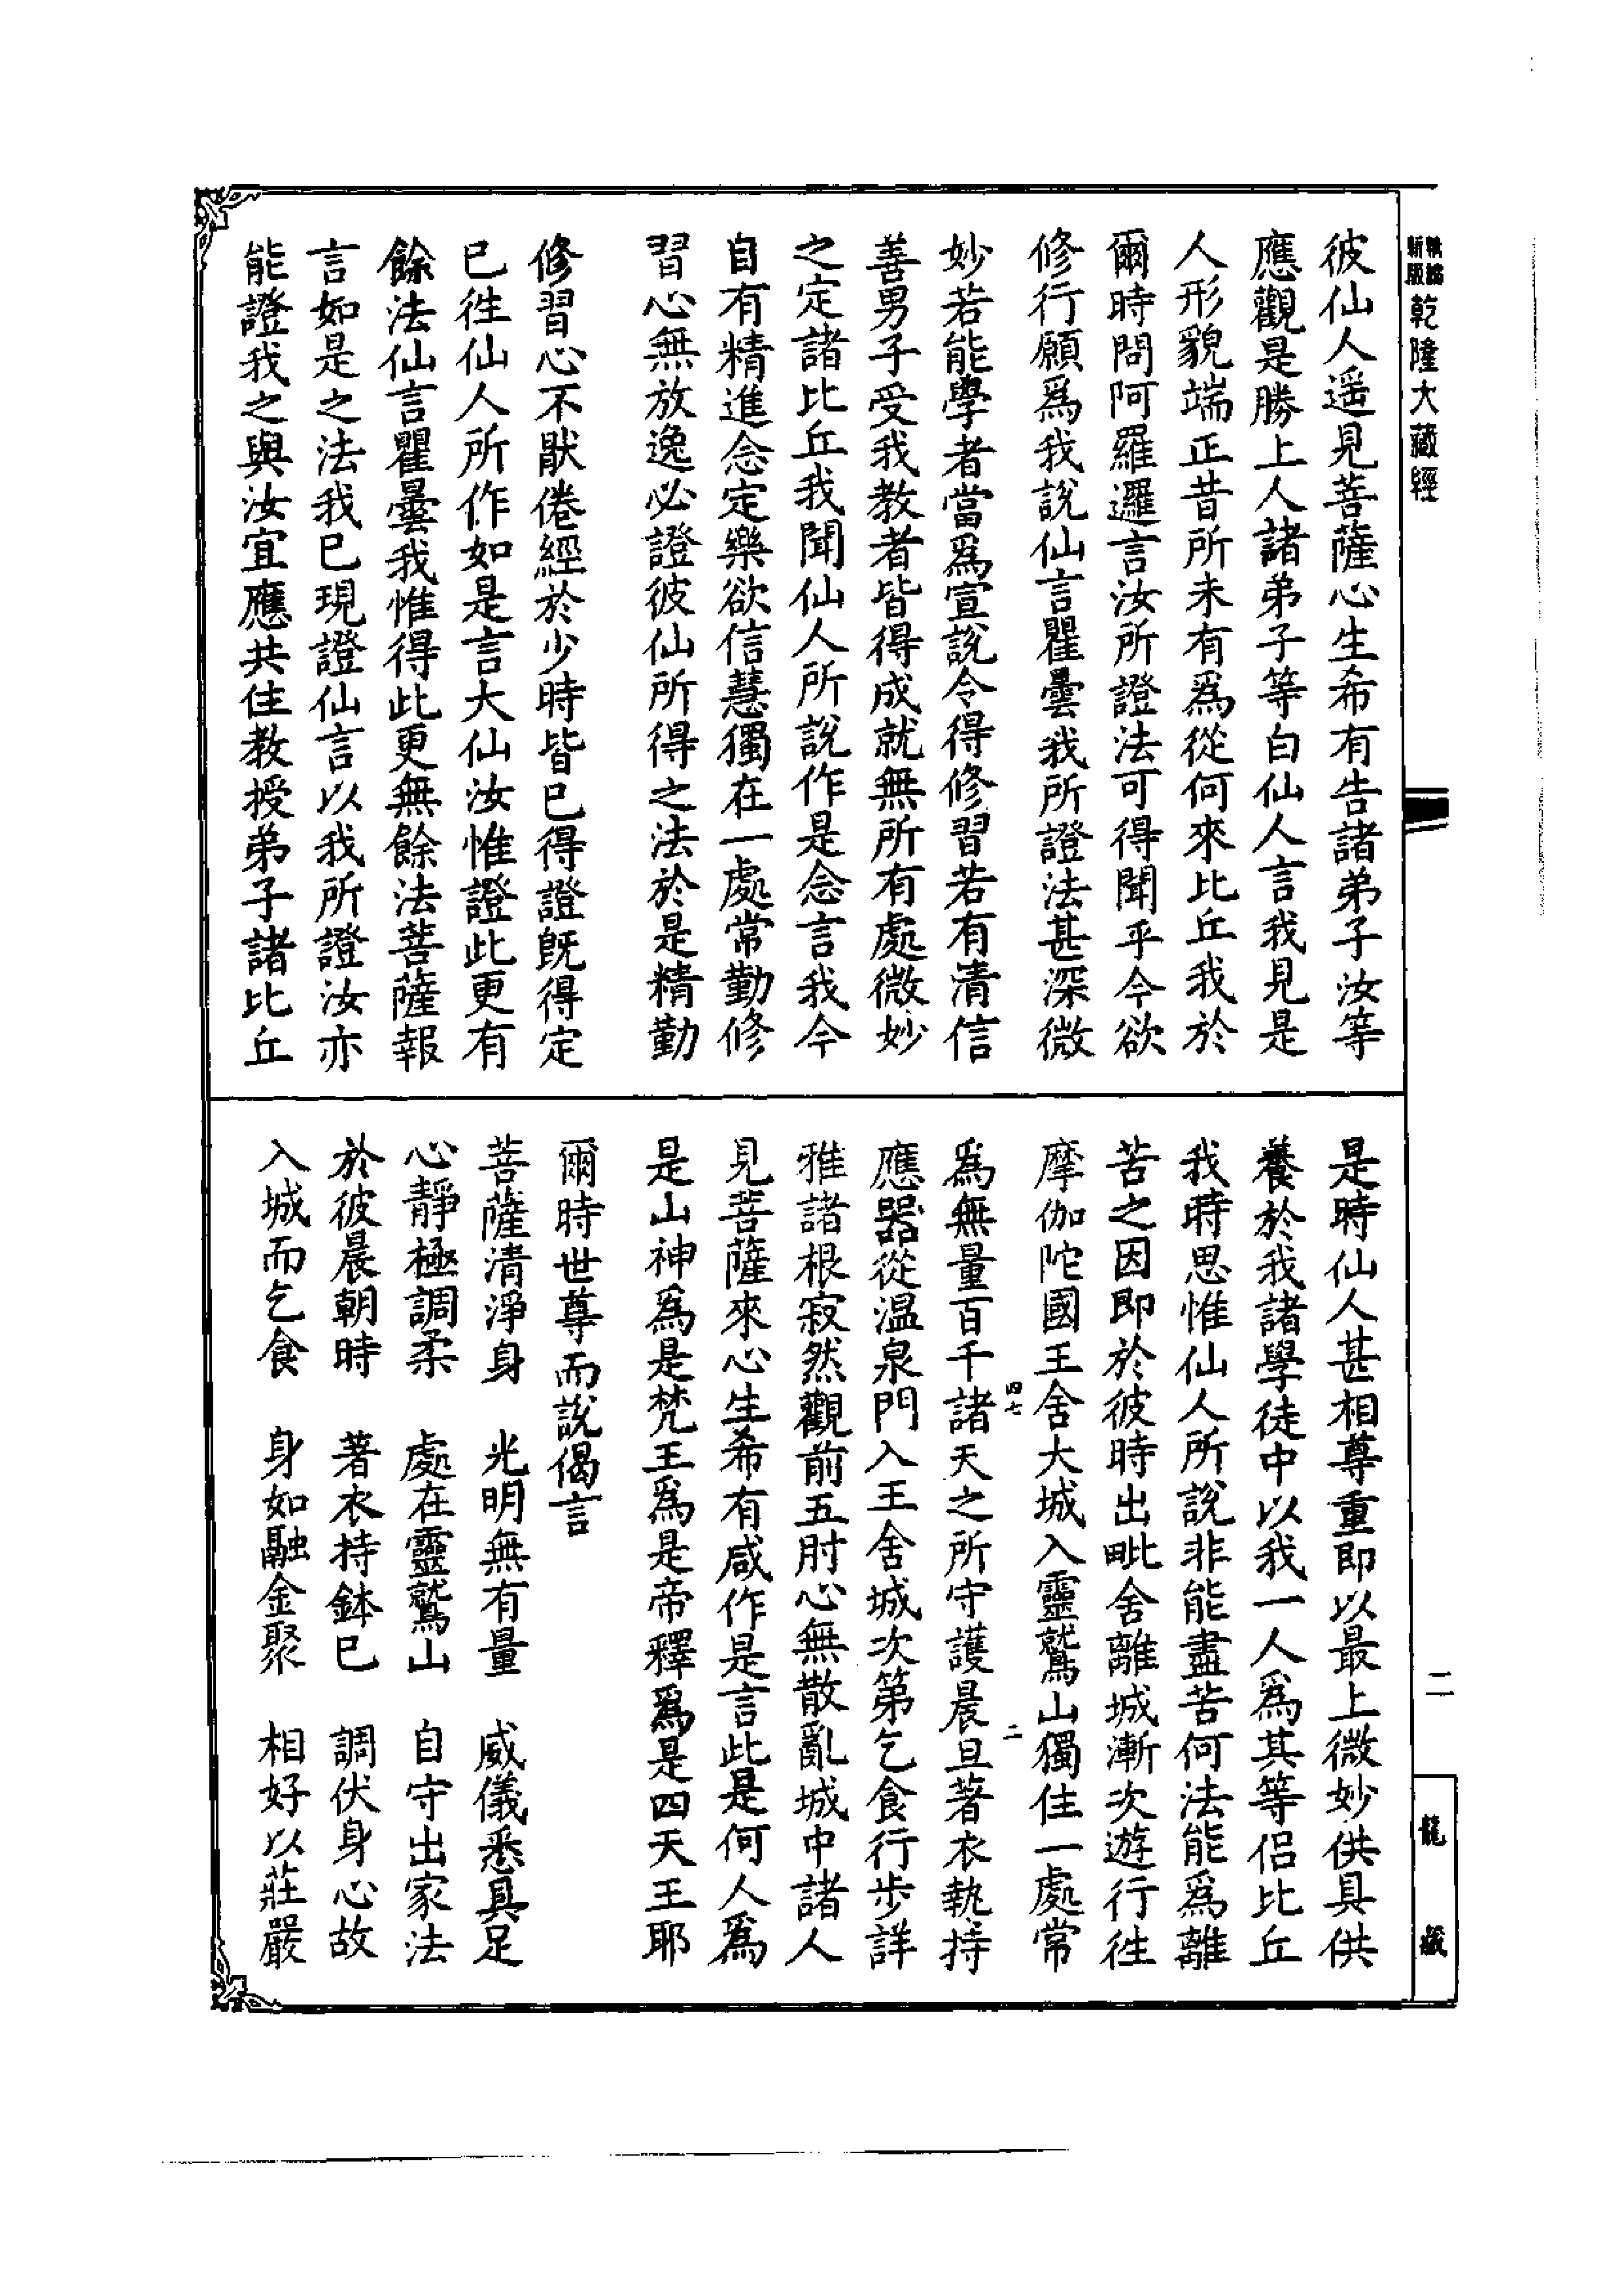 新編縮版 乾隆大藏經
彼仙人遥見菩薩心生希有告諸弟子汝等
應觀是勝上人諸弟子等白仙人言我見是
人形貌端正昔所未有爲從何來比丘我於
爾時問阿羅邏言汝所證法可得聞乎今欲
修行願爲我說仙言瞿曇我所證法甚深微
妙若能學者當爲宣說令得修習若有清信
善男子受我教者皆得成就無所有處微妙
之定諸比丘我聞仙人所說作是念言我今
自有精進念定樂欲信慧獨在一處常勤修
習心無放逸必證彼仙所得之法於是精勤
修習心不猒倦經於少時皆已得證旣得定
已徃仙人所作如是言大仙汝惟證此更有
餘法仙言瞿曇我惟得此更無餘法菩薩報
言如是之法我已現證仙言以我所證汝亦
能證我之與汝宜應共住教授弟子諸比丘
是時仙人甚相尊重即以最上微妙供具供
養於我諸學徒中以我一人爲其等侣比丘
我時思惟仙人所說非能盡苦何法能爲離
苦之因即於彼時出毗舍離城漸次遊行徃
摩伽陀國王舍大城入靈鷲山獨住一處常
四七 二
爲無量百千諸天之所守護晨旦著衣執持
應器從温泉門入王舍城次第乞食行步詳
雅諸根寂然觀前五肘心無散亂城中諸人
見菩薩來心生希有咸作是言此是何人爲
是山神爲是梵王爲是帝釋爲是四天王耶
爾時世尊而說偈言
菩薩清淨身 光明無有量 威儀悉具足
心靜極調柔 處在靈鷲山 自守出家法
於彼晨朝時 著衣持鉢已 調伏身心故
入城而乞食 身如融金聚 相好以莊嚴
二
龍藏